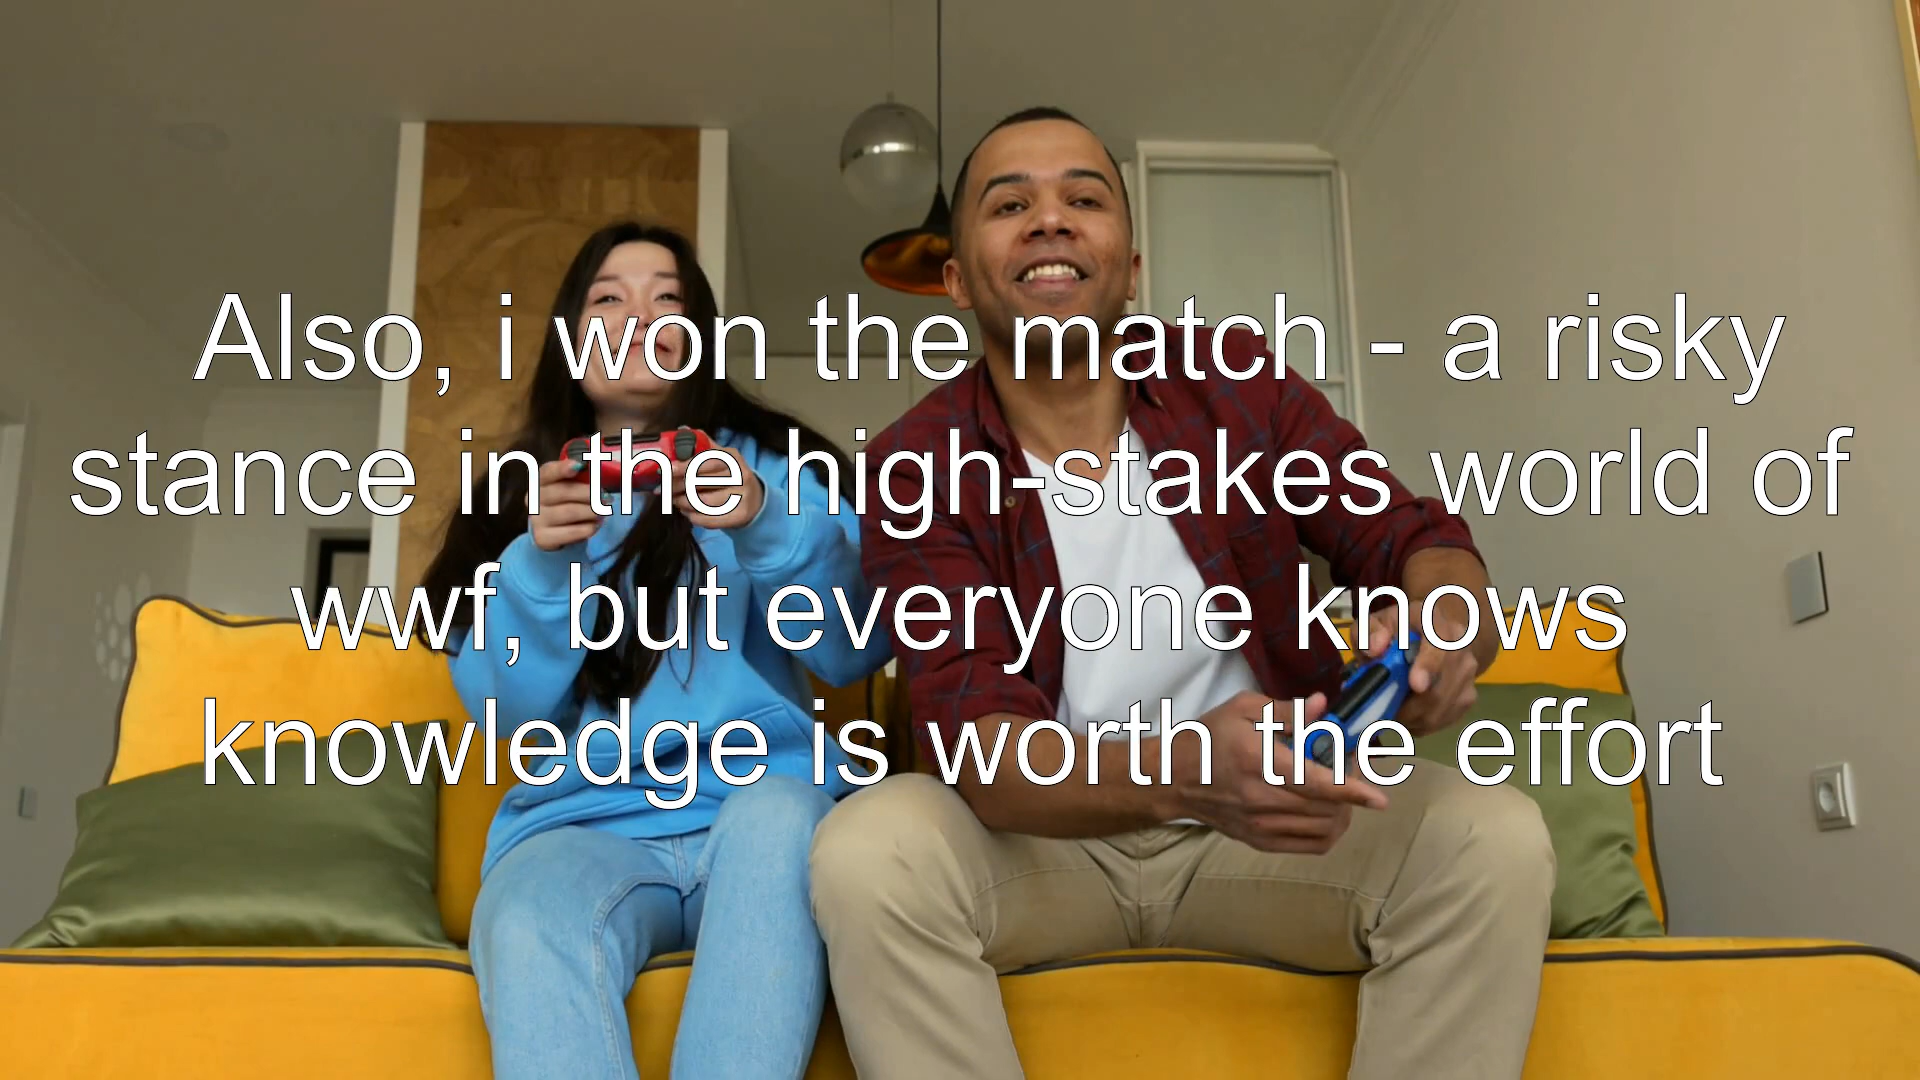 Also, i won the match - a risky
stance in the high-stakes world of
wwf, but everyone knows
knowledge is worth the effort